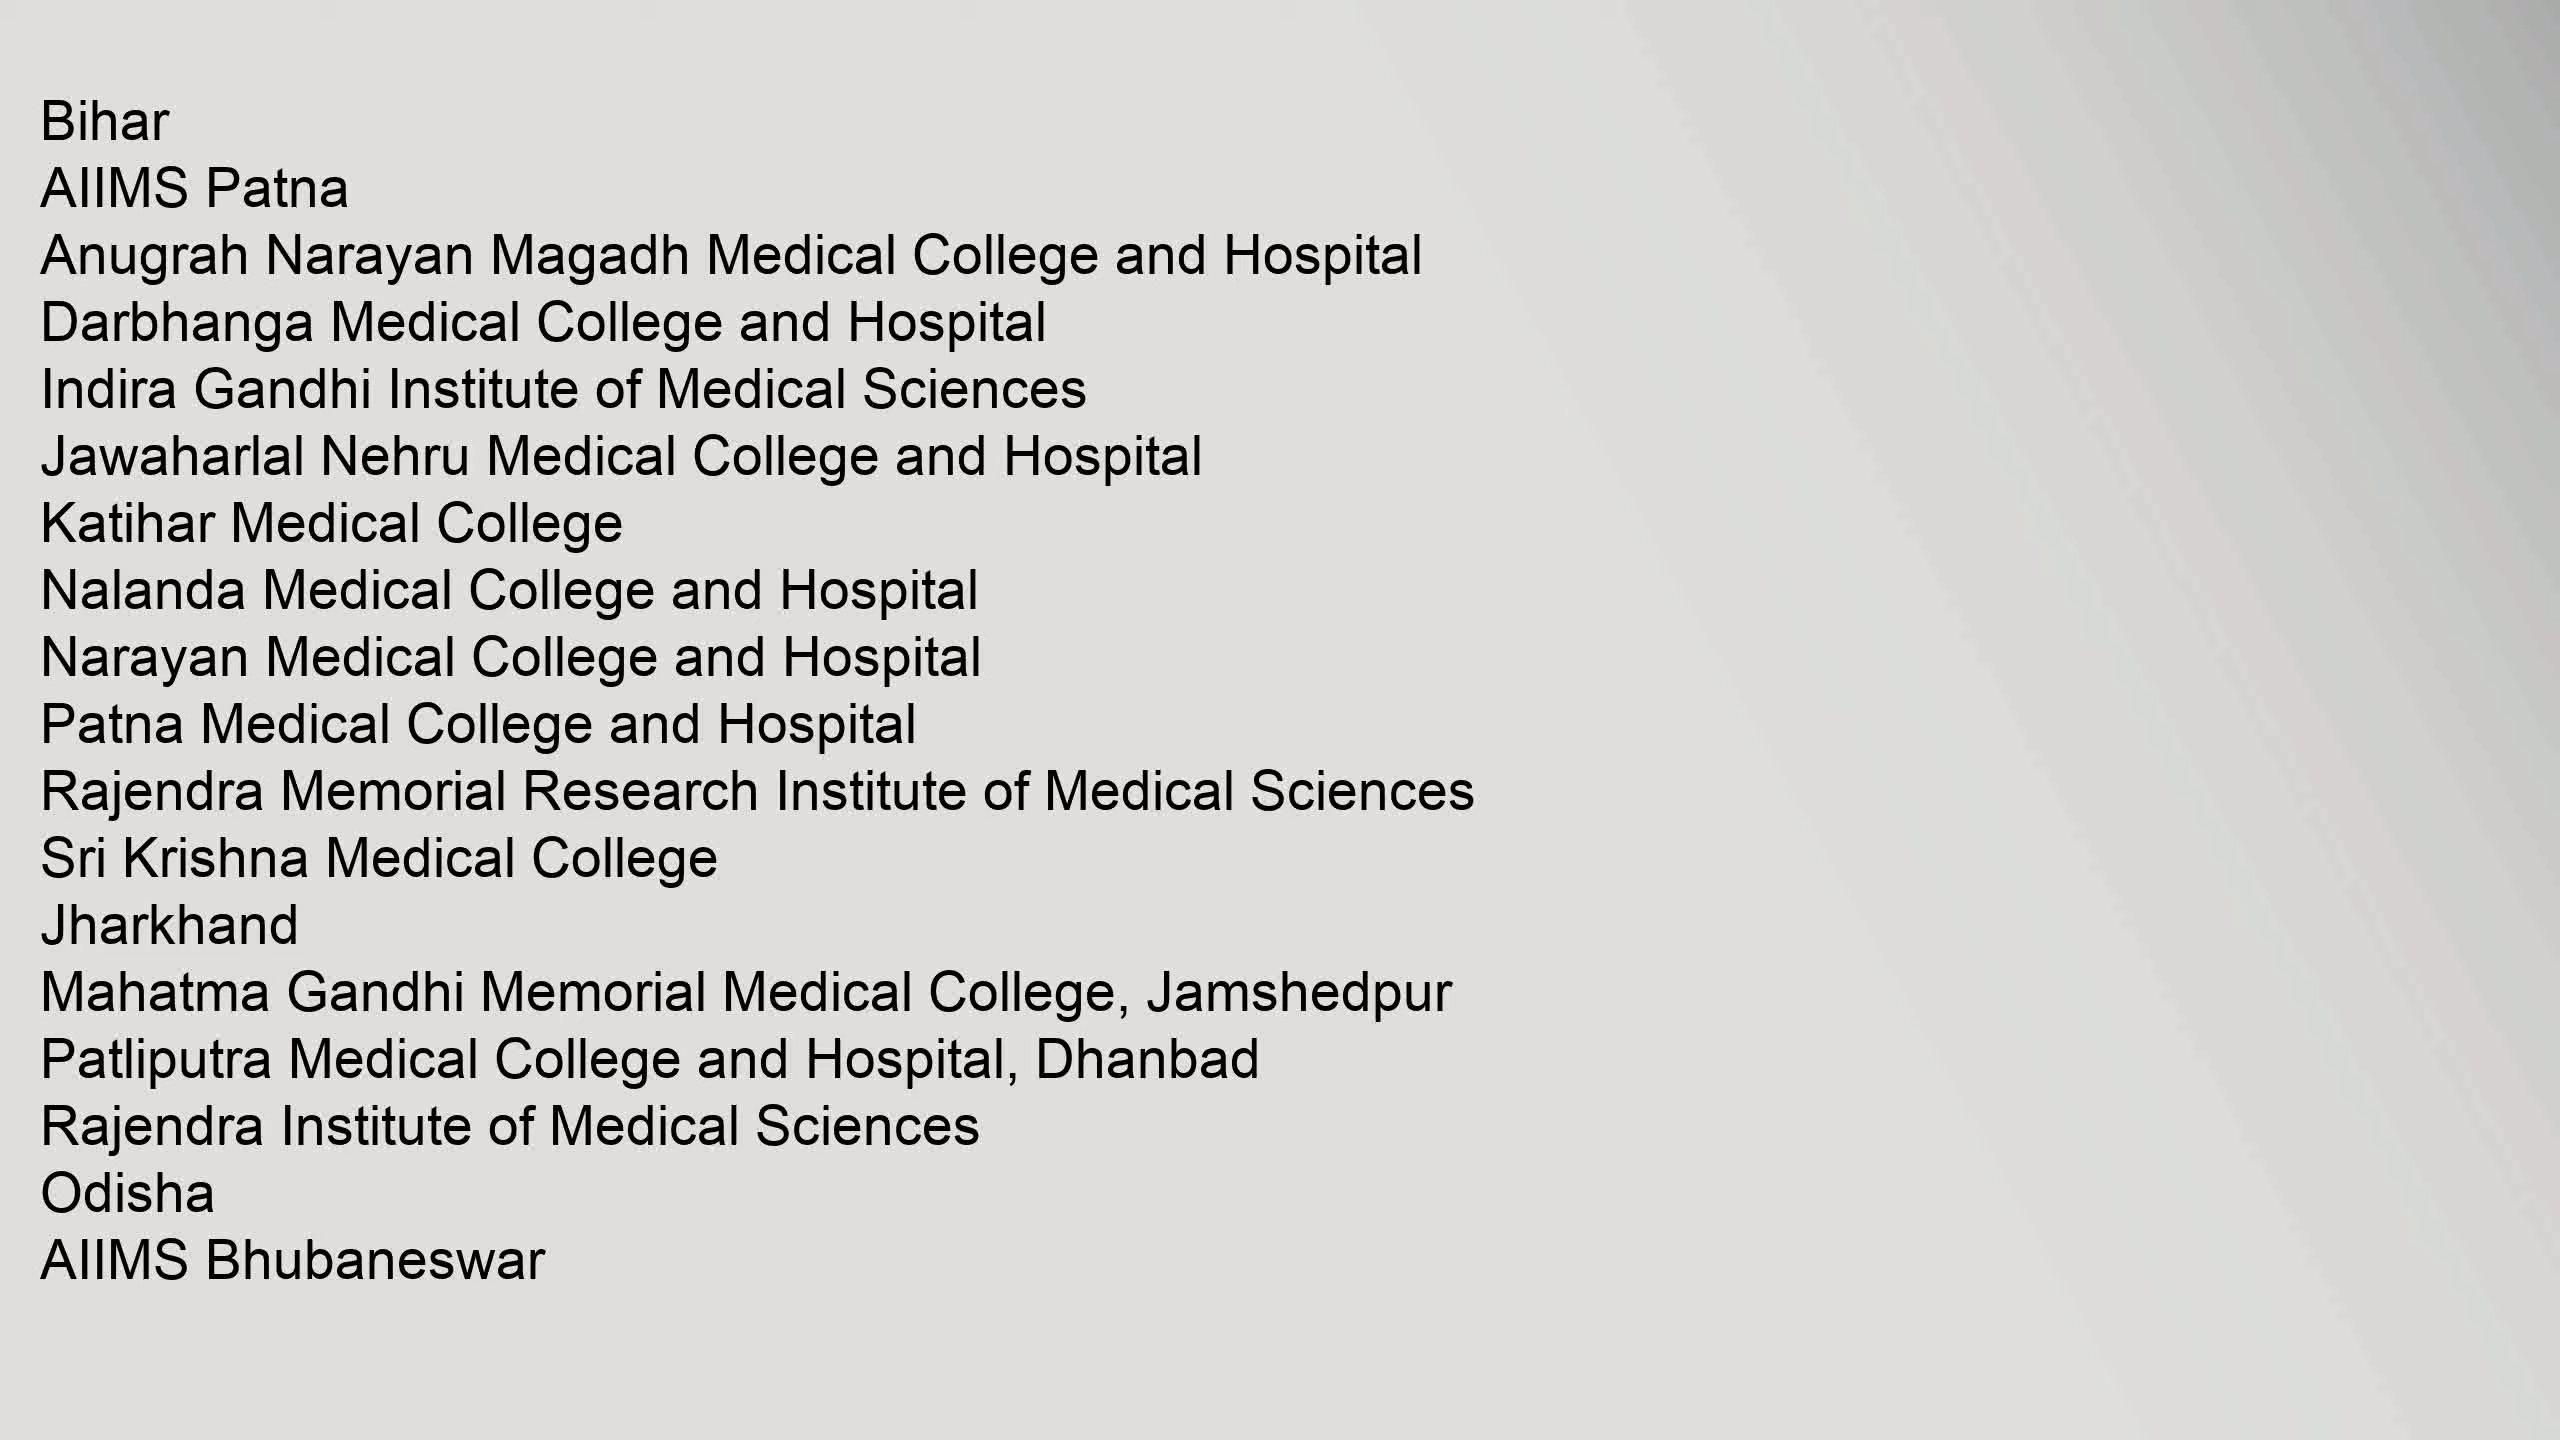 Bihar
AIIMS Patna
Anugrah Narayan Magadh Medical College and Hospital
Darbhanga Medical College and Hospital
Indira Gandhi Institute of Medical Sciences
Jawaharlal Nehru Medical College and Hospital
Katihar Medical College
Nalanda Medical College and Hospital
Narayan Medical College and Hospital
Patna Medical College and Hospital
Rajendra Memorial Research Institute of Medical Sciences
Sri Krishna Medical College
Jharkhand
Mahatma Gandhi Memorial Medical College, Jamshedpur
Patliputra Medical College and Hospital, Dhanbad
Rajendra Institute of Medical Sciences
Odisha
AIIMS Bhubaneswar